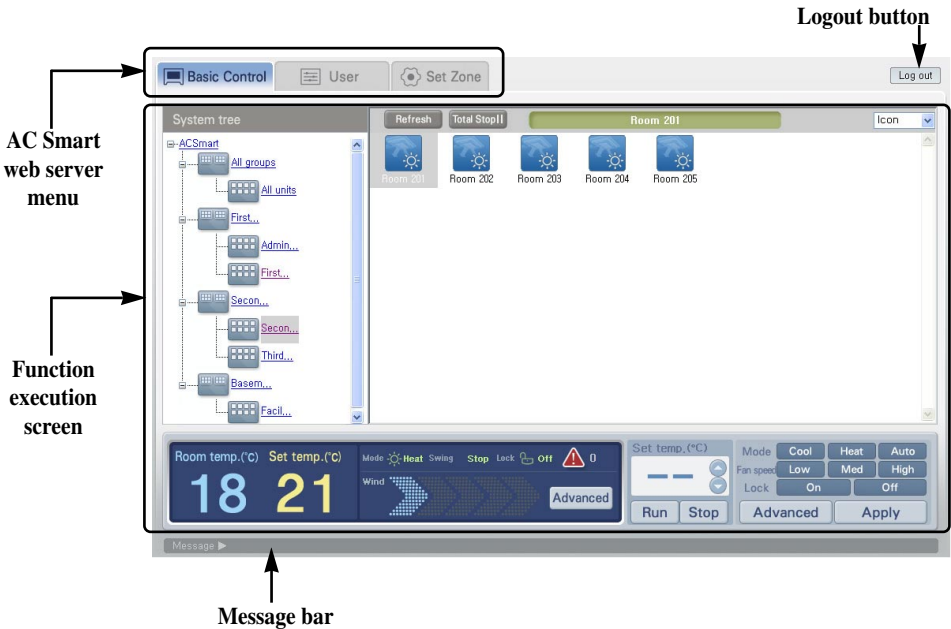 Logout button
Basic Control
User
Set Zone
Log out
AC Smart
web server
menu
System tree
Refresh
Total Stop!!
Room 201
Icon
ACSmart
All groups
All units
First...
Admin...
First...
Secon...
Secon...
Third...
Basem...
Facil...
Room 201
Room 202
Room 203
Room 204
Room 205
Function
execution
screen
Room temp.(°C)
Set temp.(°C)
18
21
Mode Heat Swing Stop Lock Off 0
Wind
Advanced
Set temp.(°C)
Run
Stop
Mode Cool Heat Auto
Fan speed Low Med High
Lock On Off
Advanced
Apply
Message ▶
Message bar